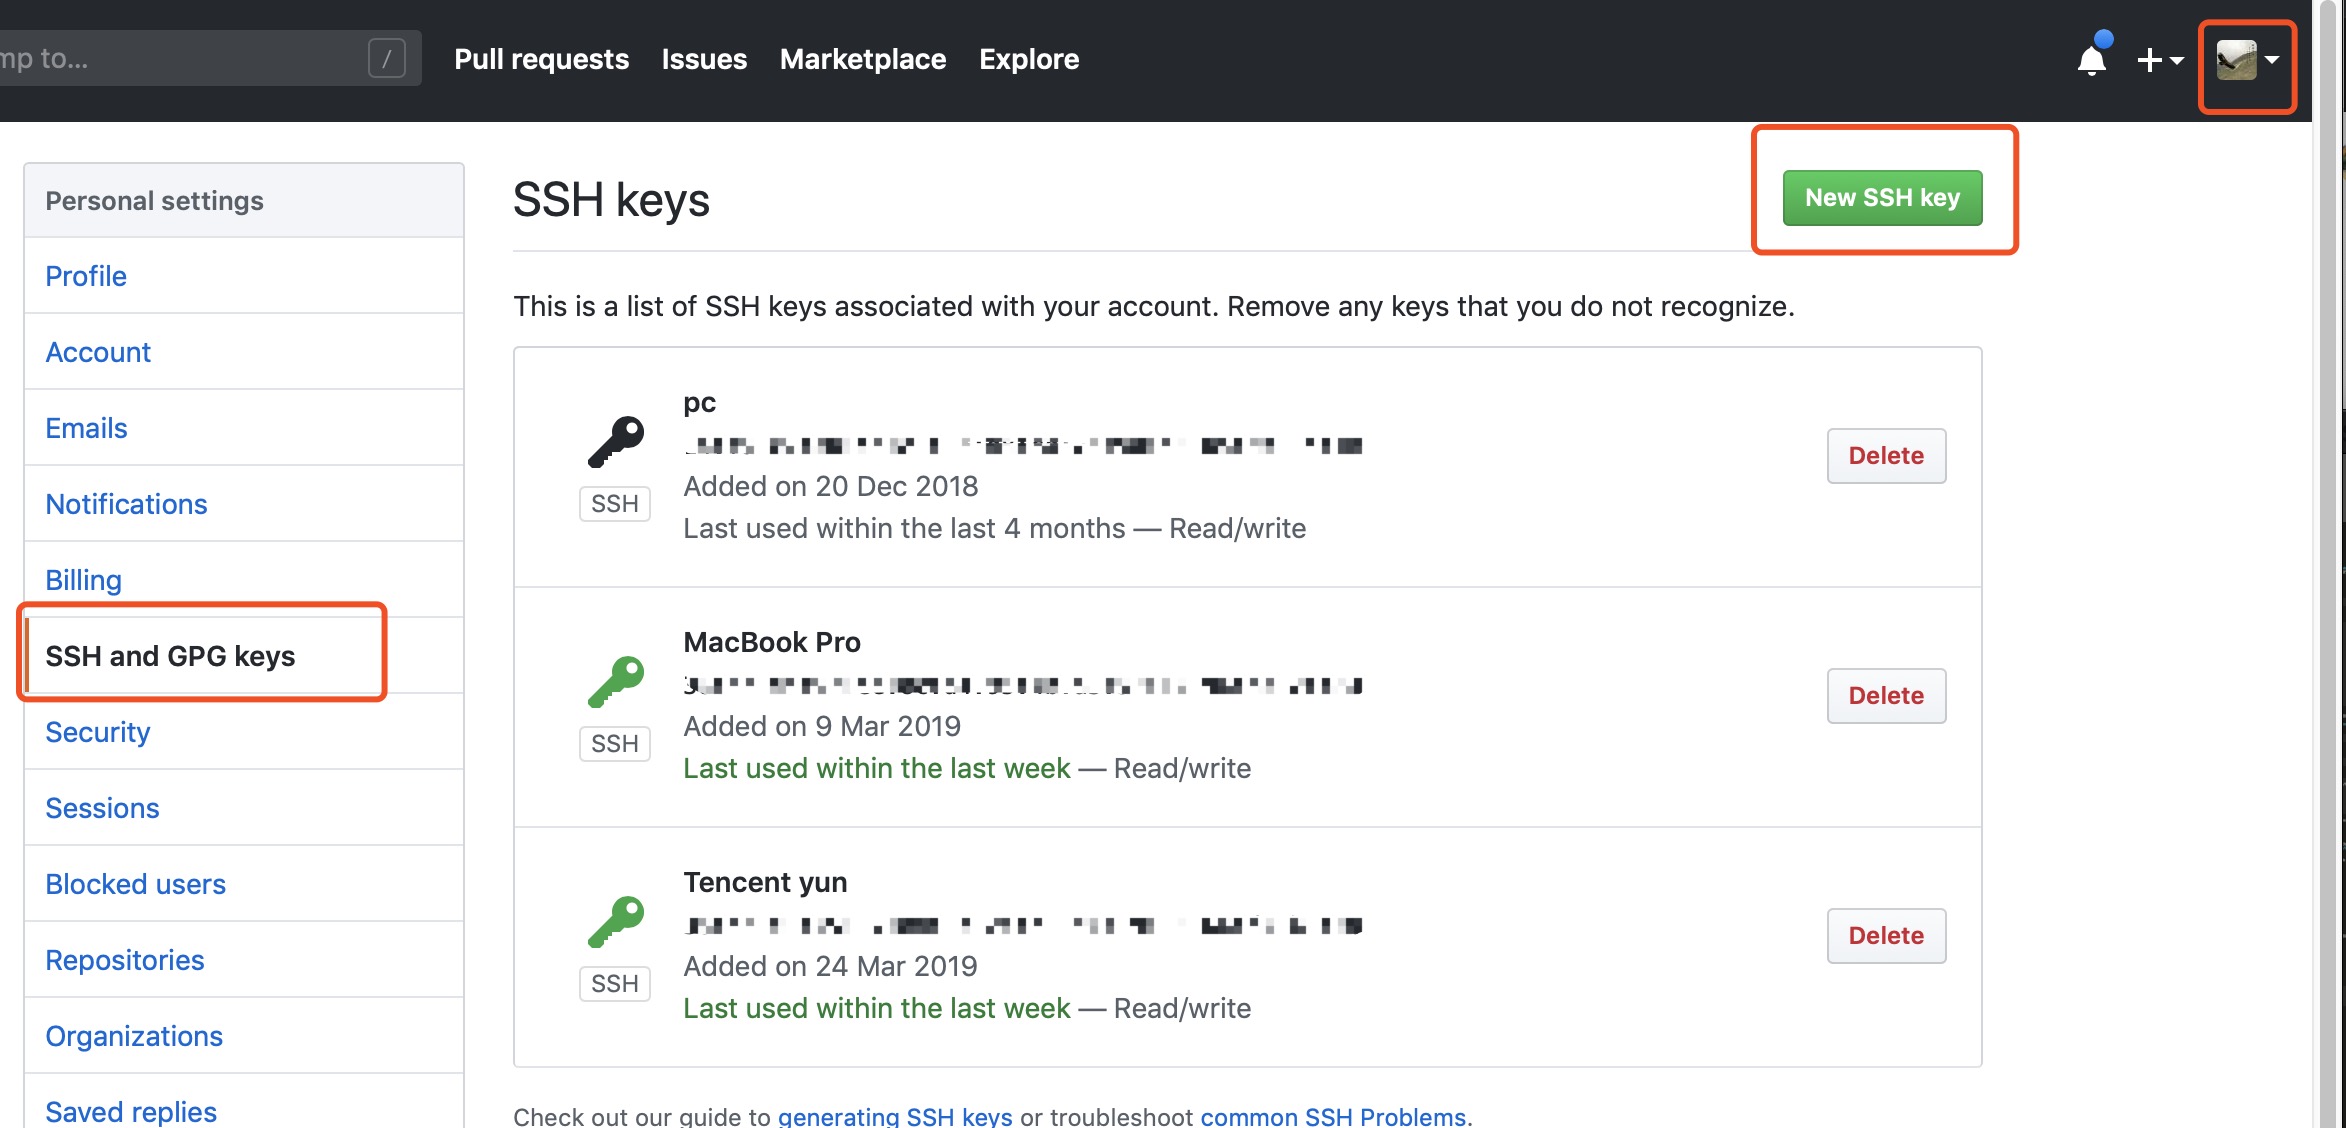 mp to... /
Pull requests Issues Marketplace Explore
Personal settings
Profile
Account
Emails
Notifications
Billing
SSH and GPG keys
Security
Sessions
Blocked users
Repositories
Organizations
Saved replies
SSH keys
New SSH key
This is a list of SSH keys associated with your account. Remove any keys that you do not recognize.
pc
SSH
Added on 20 Dec 2018
Last used within the last 4 months — Read/write
Delete
MacBook Pro
SSH
Added on 9 Mar 2019
Last used within the last week — Read/write
Delete
Tencent yun
SSH
Added on 24 Mar 2019
Last used within the last week — Read/write
Delete
Check out our guide to generating SSH keys or troubleshoot common SSH Problems.